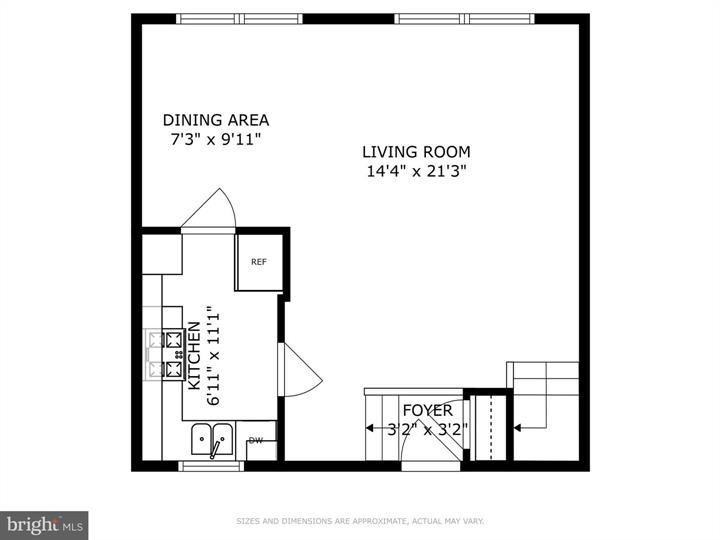 DINING AREA
7'3" x 9'11"
LIVING ROOM
14'4" x 21'3"
REF
KITCHEN
6'11" x 11'1"
FOYER
3'2" x 3'2"
DW
bright MLS
SIZES AND DIMENSIONS ARE APPROXIMATE, ACTUAL MAY VARY.